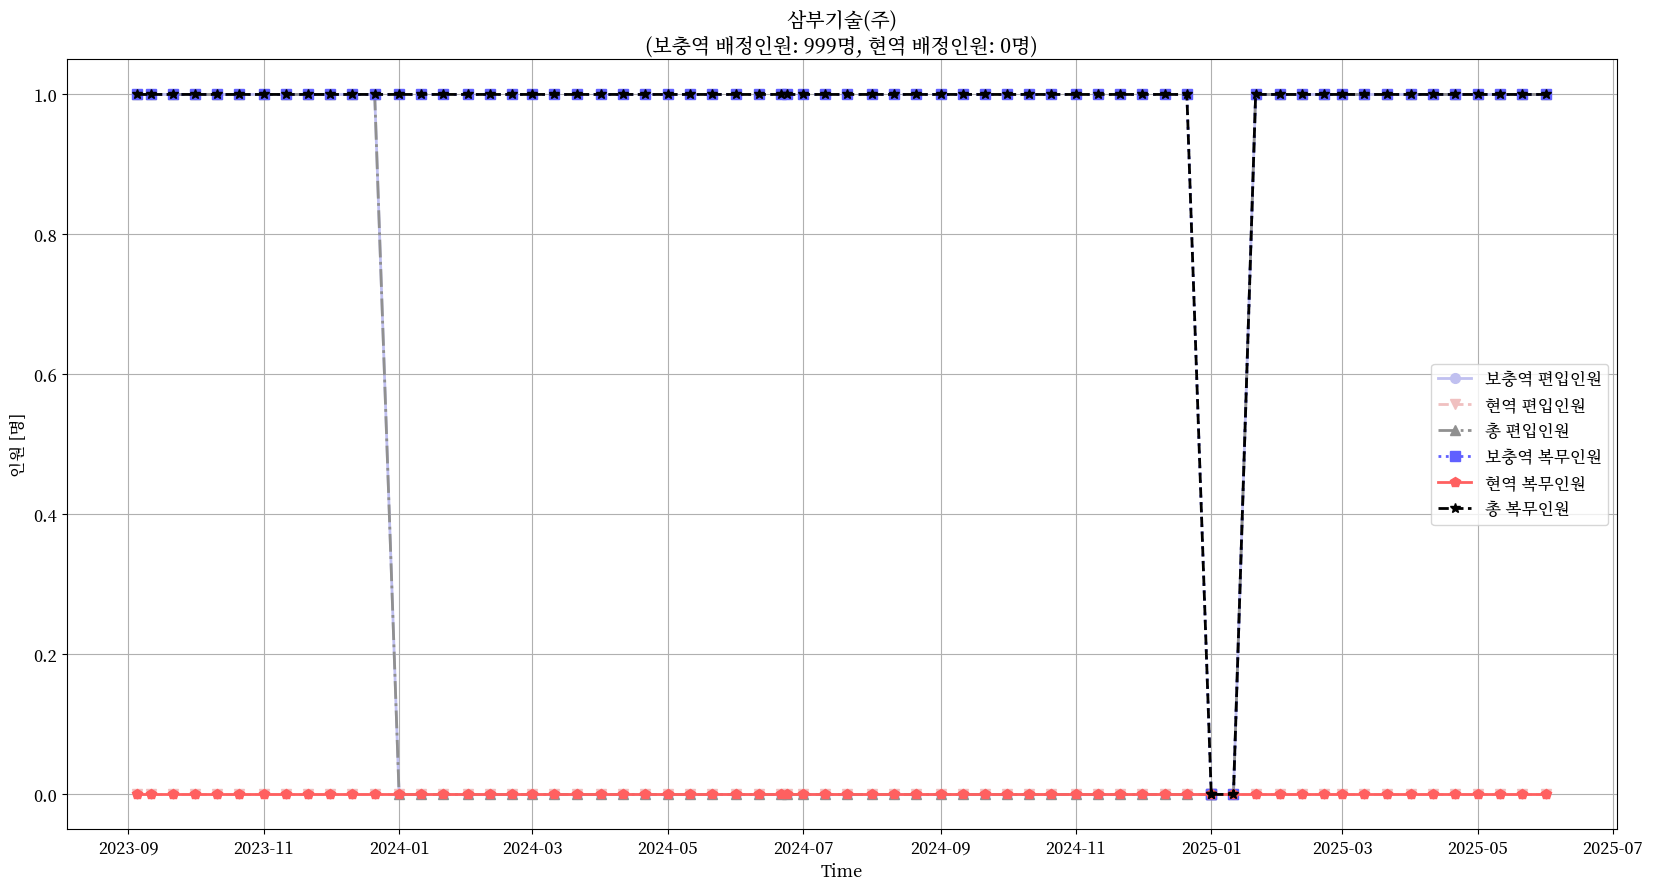 삼부기술(주)
(보충역 배정인원: 999명, 현역 배정인원: 0명)
인원 [명]
1.0
0.8
0.6
0.4
0.2
0.0
보충역 편입인원
현역 편입인원
총 편입인원
보충역 복무인원
현역 복무인원
총 복무인원
2023-09 2023-11 2024-01 2024-03 2024-05 2024-07 2024-09 2024-11 2025-01 2025-03 2025-05 2025-07
Time